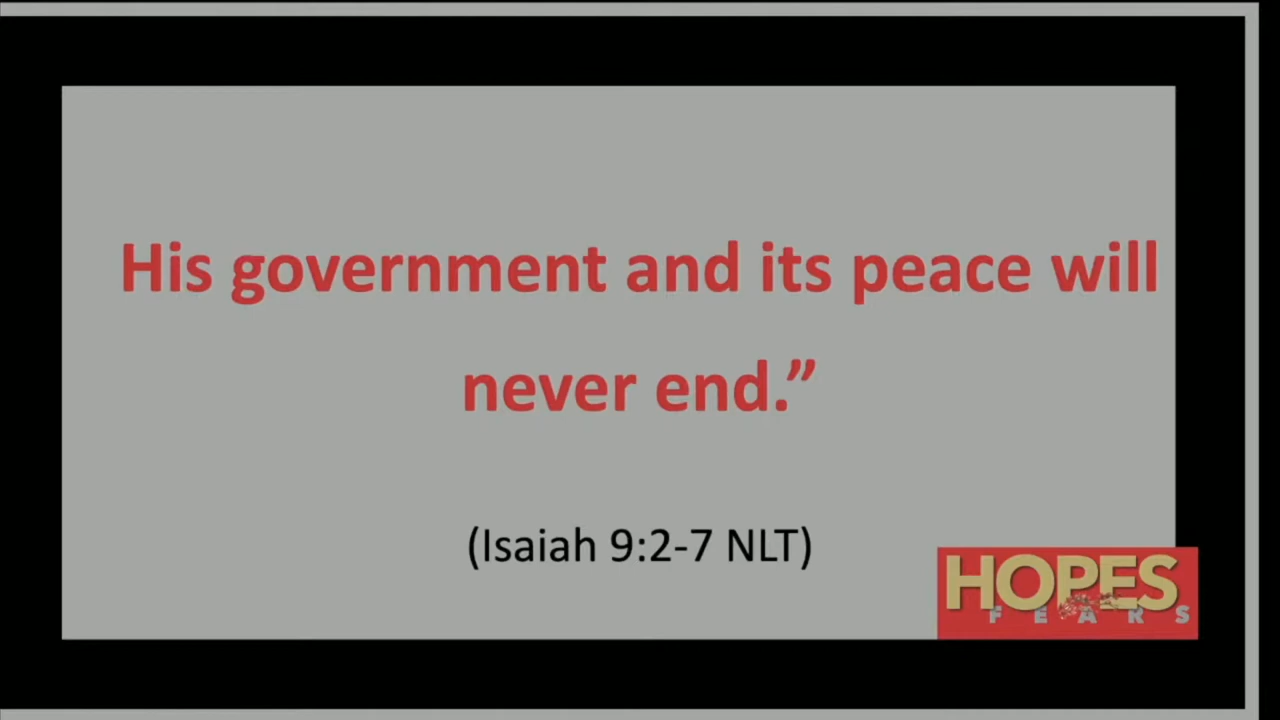 His government and its peace will
never end.”
(Isaiah 9:2-7 NLT)
HOPES
FEARS